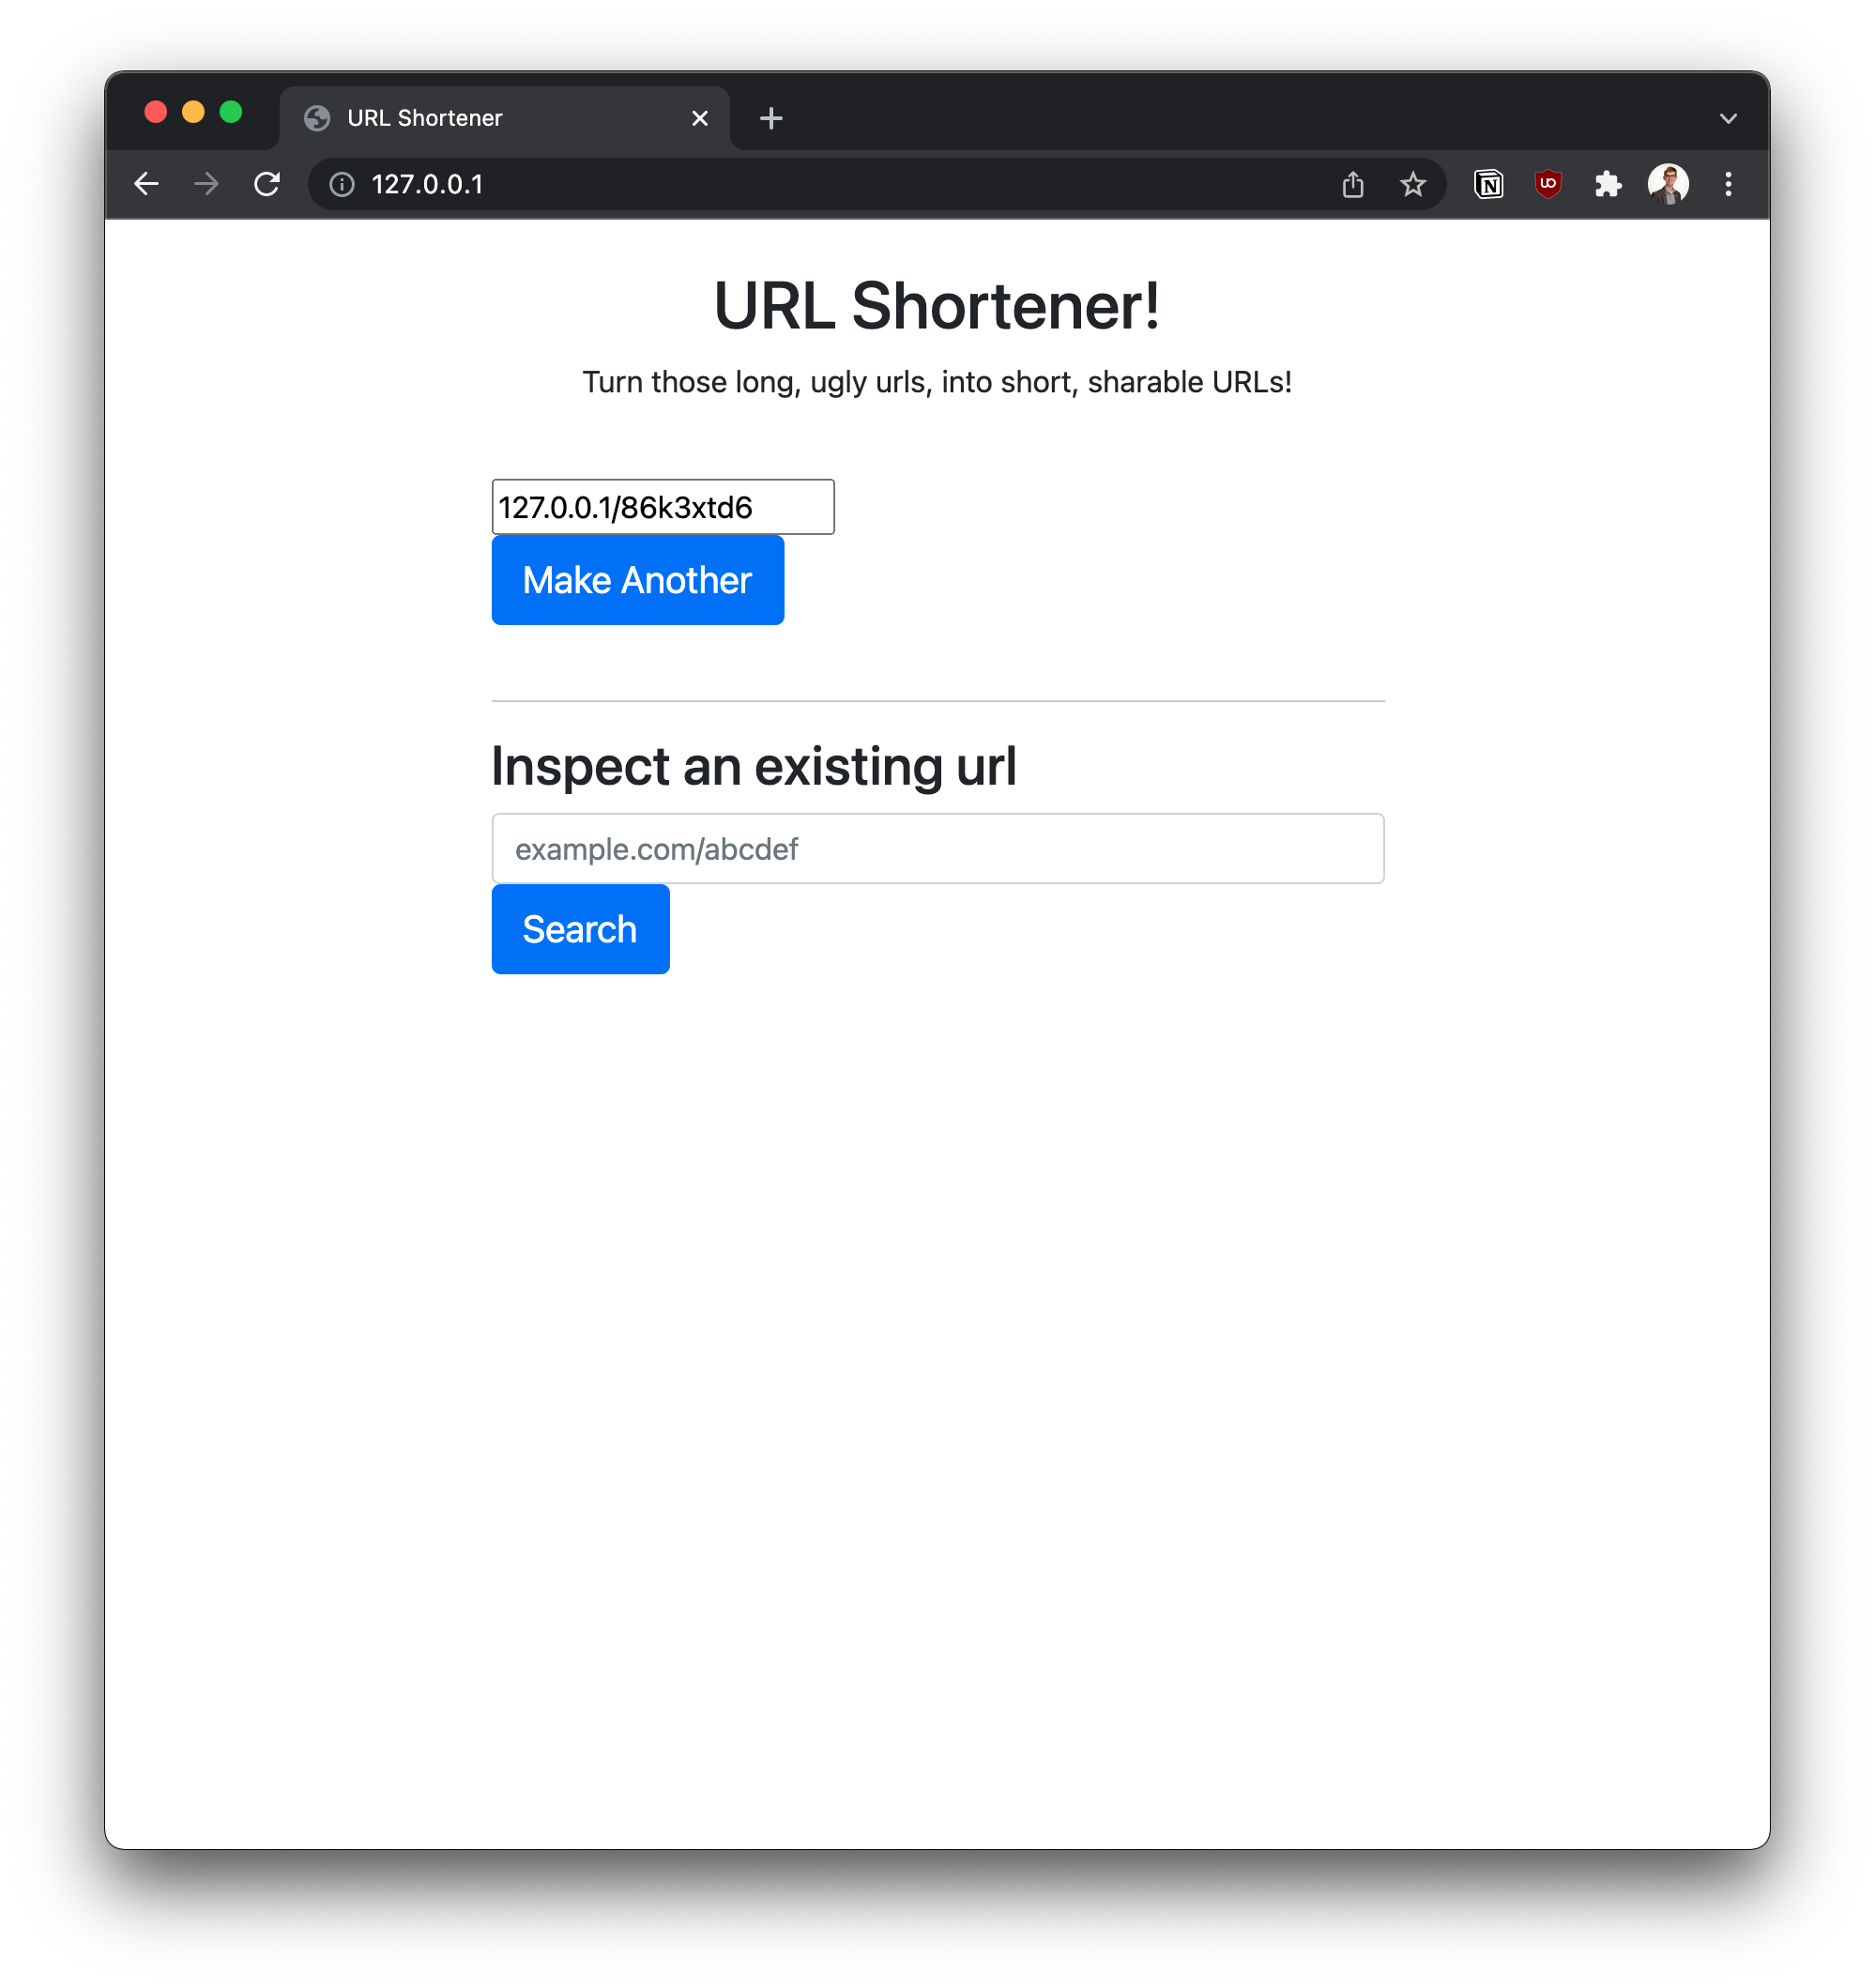 URL Shortener
127.0.0.1
URL Shortener!
Turn those long, ugly urls, into short, sharable URLs!
127.0.0.1/86k3xtd6
Make Another
Inspect an existing url
example.com/abcdef
Search